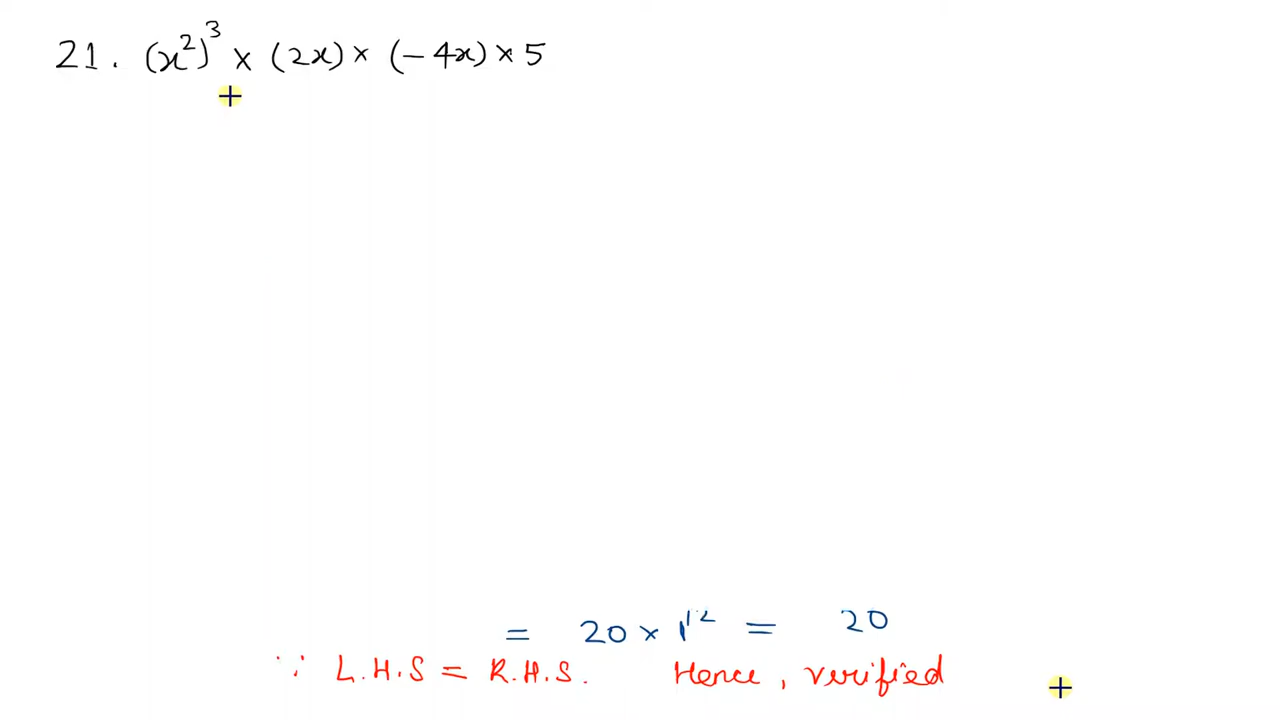 21. (x²)³ × (2x) × (-4x) × 5
= 20 × 1¹² = 20
∵ L.H.S = R.H.S. Hence, verified